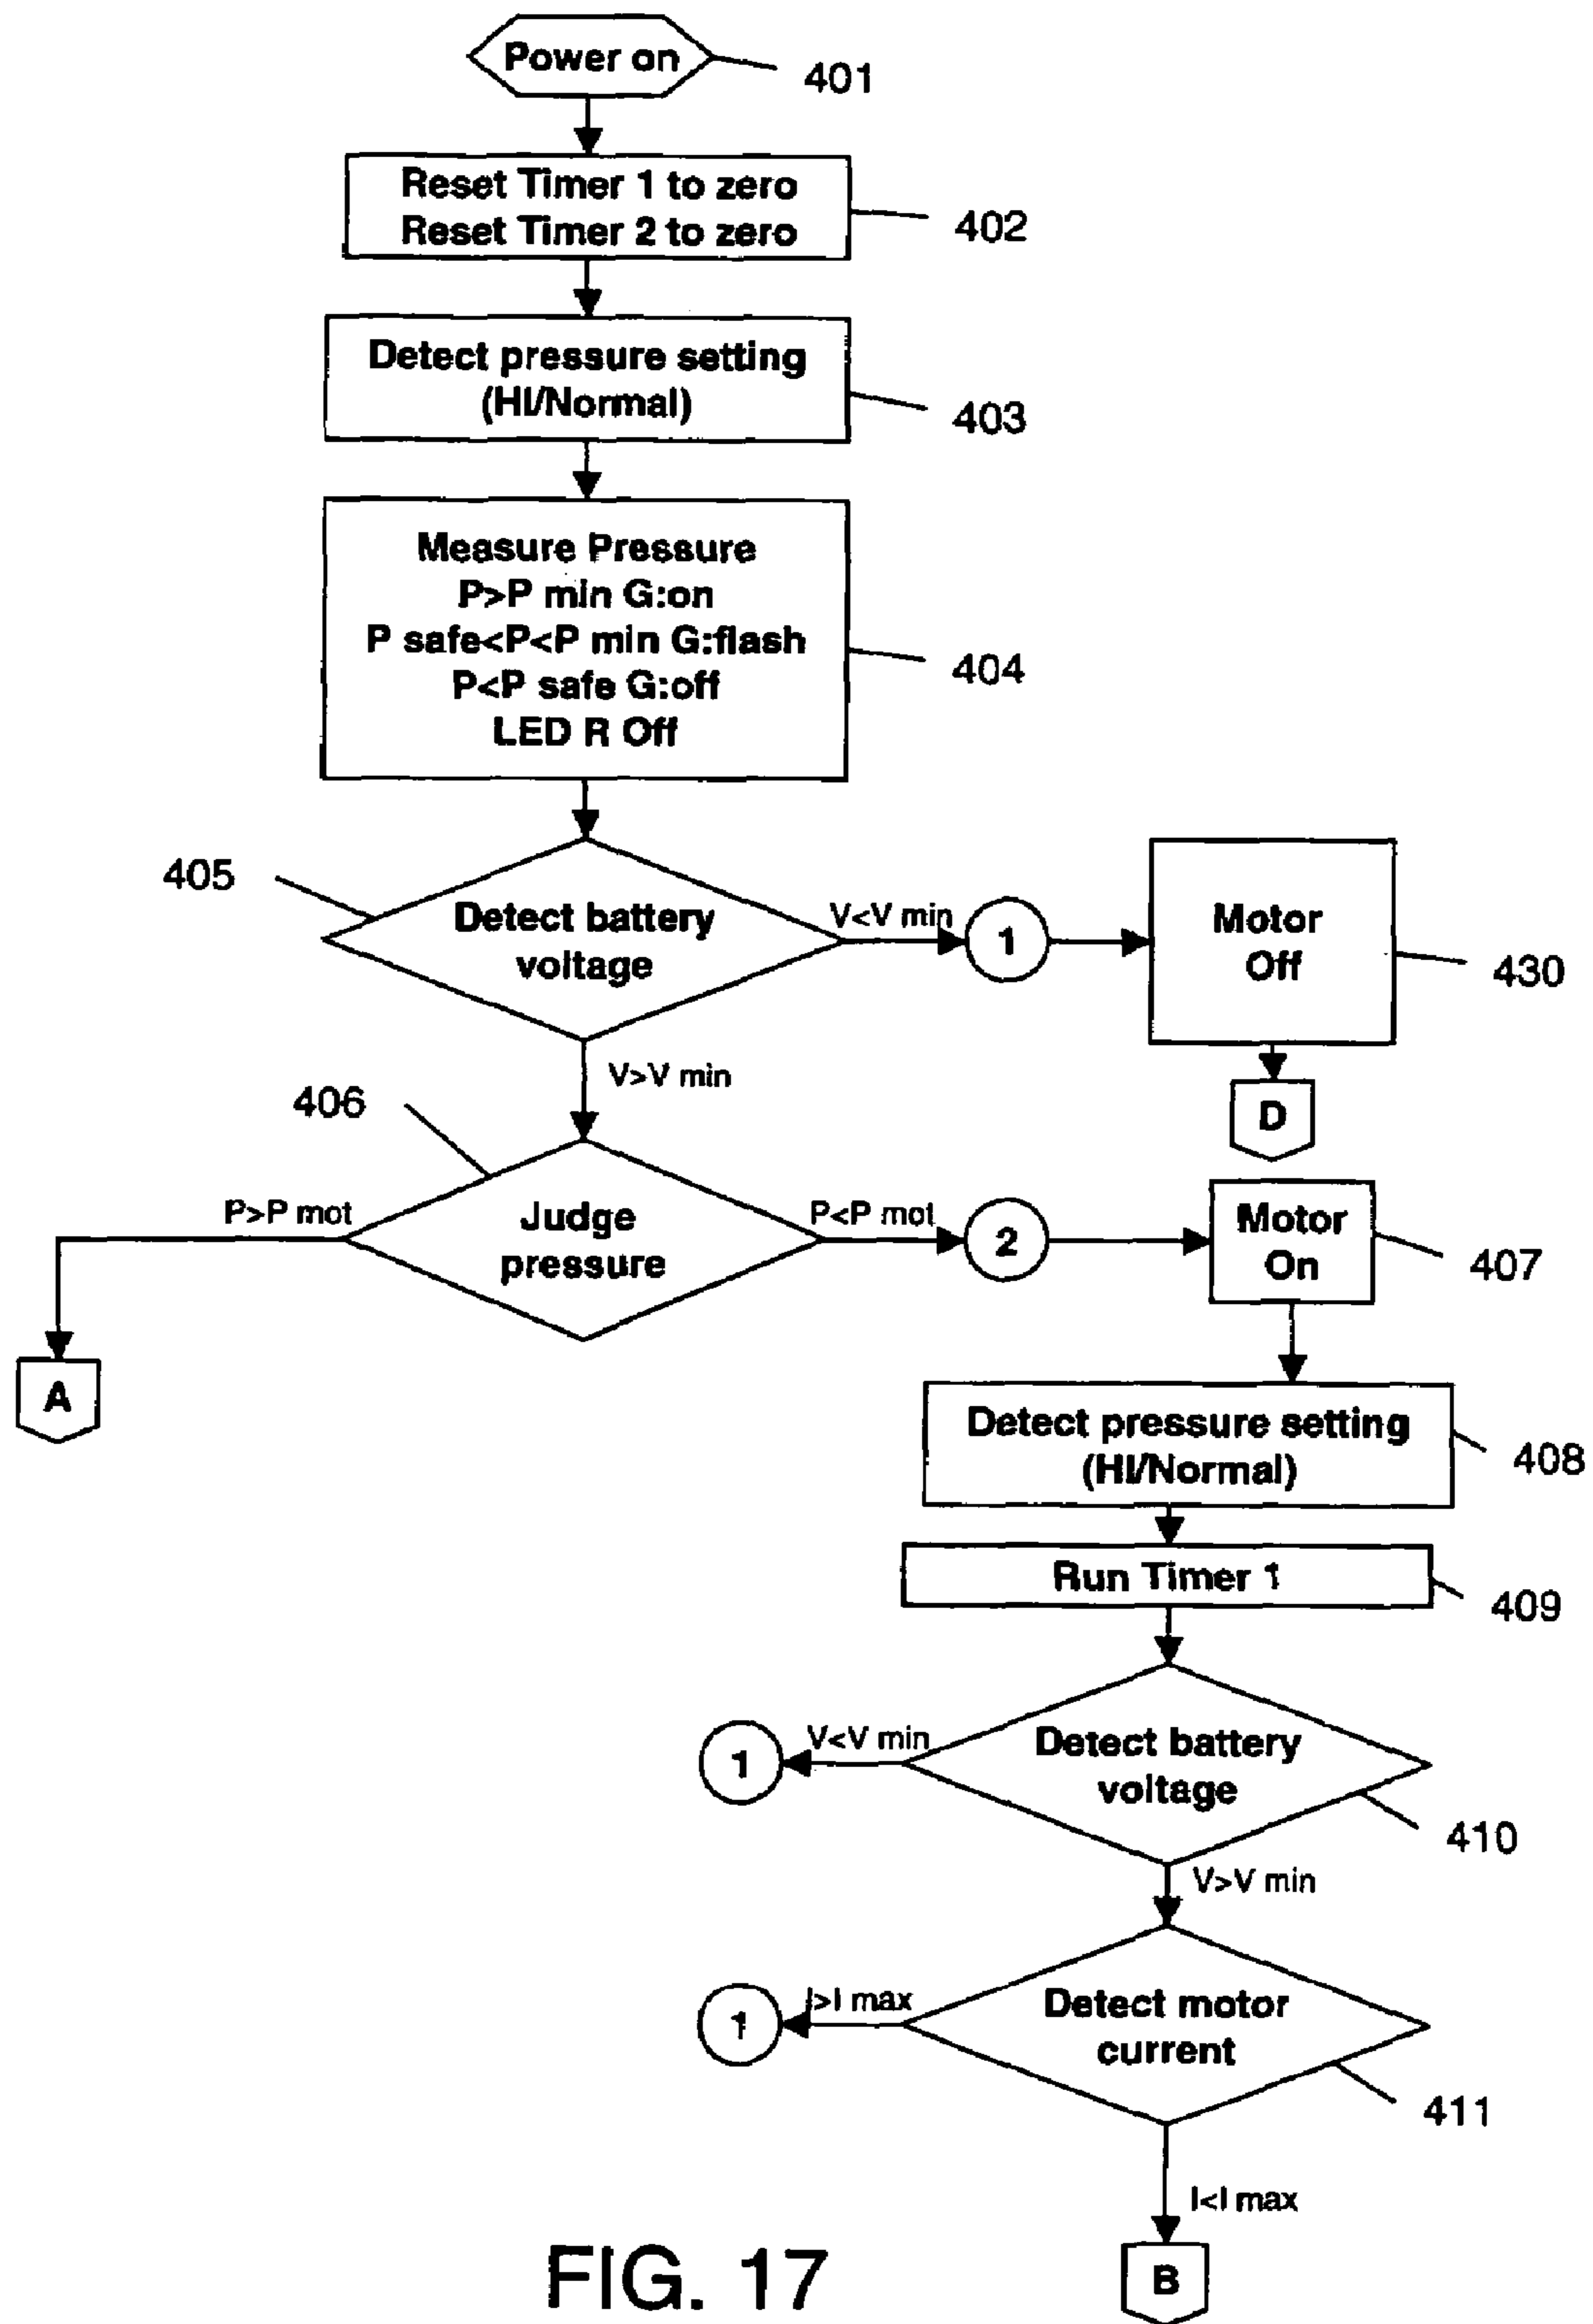 Power on
401
Reset Timer 1 to zero
Reset Timer 2 to zero
402
Detect pressure setting
(HI/Normal)
403
Measure Pressure
P>P min G:on
P safe<P<P min G:flash
P<P safe G:off
LED R Off
404
405
Detect battery
voltage
V<V min
1
Motor
Off
430
V>V min
D
406
P>P mot
Judge
pressure
P<P mot
2
Motor
On
407
A
Detect pressure setting
(HI/Normal)
408
Run Timer 1
409
1
V<V min
Detect battery
voltage
410
V>V min
1
I>I max
Detect motor
current
411
I<I max
B
FIG. 17